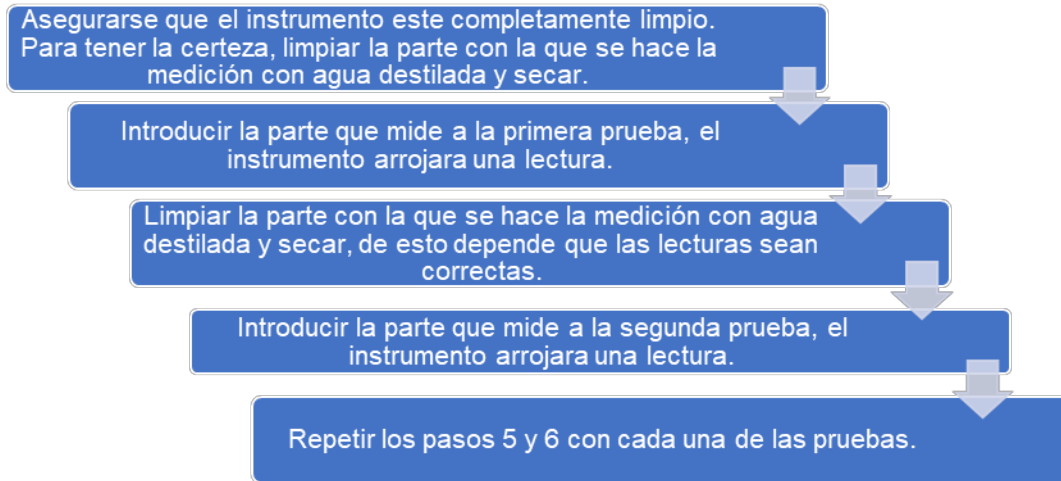 Asegurarse que el instrumento este completamente limpio.
Para tener la certeza, limpiar la parte con la que se hace la
medición con agua destilada y secar.
Introducir la parte que mide a la primera prueba, el
instrumento arrojara una lectura.
Limpiar la parte con la que se hace la medición con agua
destilada y secar, de esto depende que las lecturas sean
correctas.
Introducir la parte que mide a la segunda prueba, el
instrumento arrojara una lectura.
Repetir los pasos 5 y 6 con cada una de las pruebas.